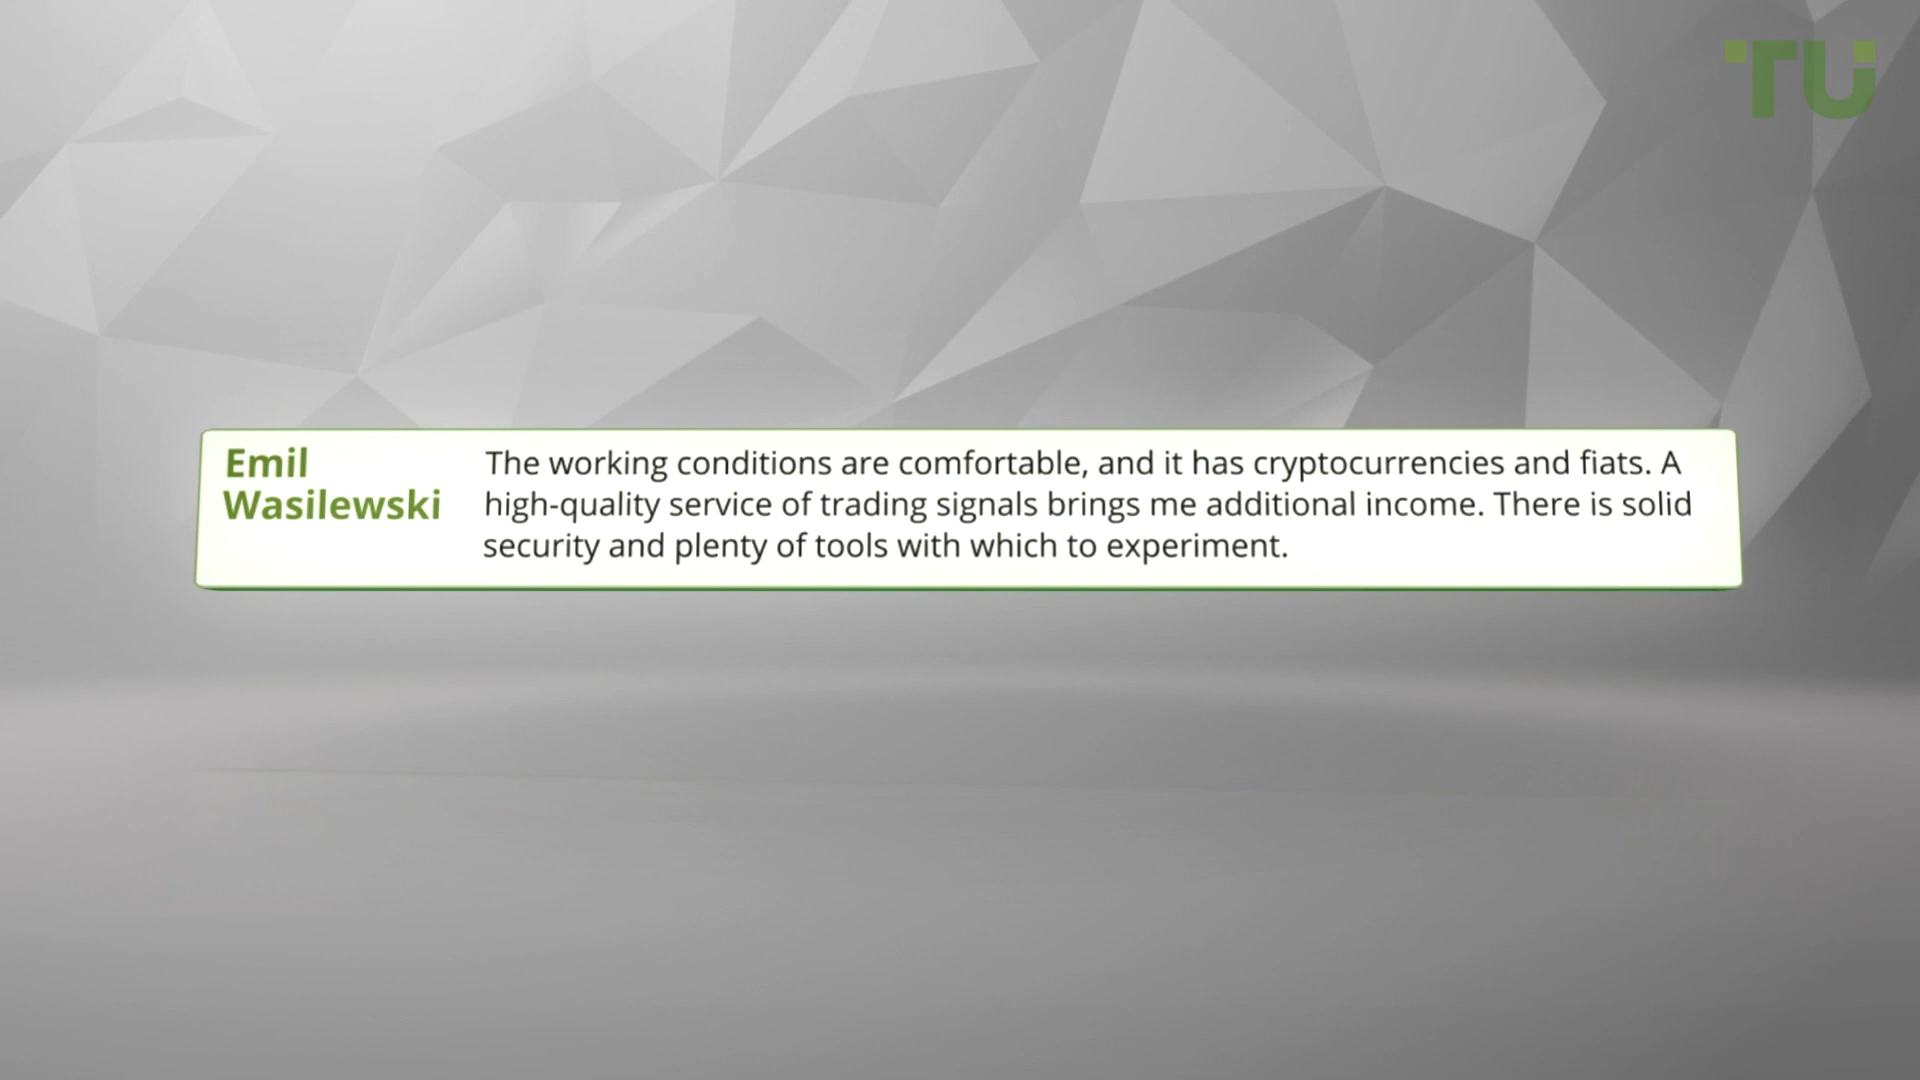 TU
Emil
Wasilewski
The working conditions are comfortable, and it has cryptocurrencies and fiats. A
high-quality service of trading signals brings me additional income. There is solid
security and plenty of tools with which to experiment.